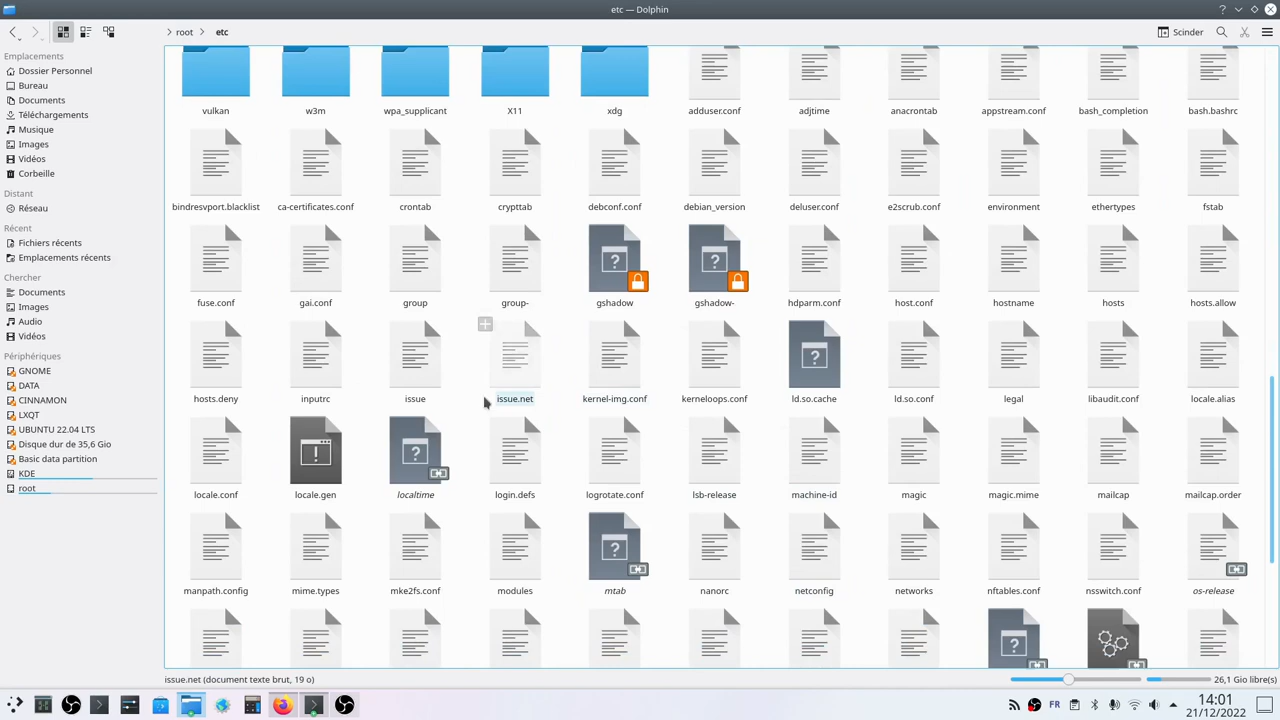 etc — Dolphin
root etc
Scinder
Emplacements
Dossier Personnel
Bureau
Documents
Téléchargements
Musique
Images
Vidéos
Corbeille
Distant
Réseau
Récent
Fichiers récents
Emplacements récents
Chercher
Documents
Images
Audio
Vidéos
Périphériques
GNOME
DATA
CINNAMON
LXQT
UBUNTU 22.04 LTS
Disque dur de 35,6 Gio
Basic data partition
KDE
root
vulkan w3m wpa_supplicant X11 xdg adduser.conf adjtime anacrontab appstream.conf bash_completion bash.bashrc
bindresvport.blacklist ca-certificates.conf crontab crypttab debconf.conf debian_version deluser.conf e2scrub.conf environment ethertypes fstab
fuse.conf gai.conf group group- gshadow gshadow- hdparm.conf host.conf hostname hosts hosts.allow
hosts.deny inputrc issue issue.net kernel-img.conf kerneloops.conf ld.so.cache ld.so.conf legal libaudit.conf locale.alias
locale.conf locale.gen localtime login.defs logrotate.conf lsb-release machine-id magic magic.mime mailcap mailcap.order
manpath.config mime.types mke2fs.conf modules mtab nanorc netconfig networks nftables.conf nsswitch.conf os-release
issue.net (document texte brut, 19 o)
26,1 Gio libre(s)
FR
14:01
21/12/2022